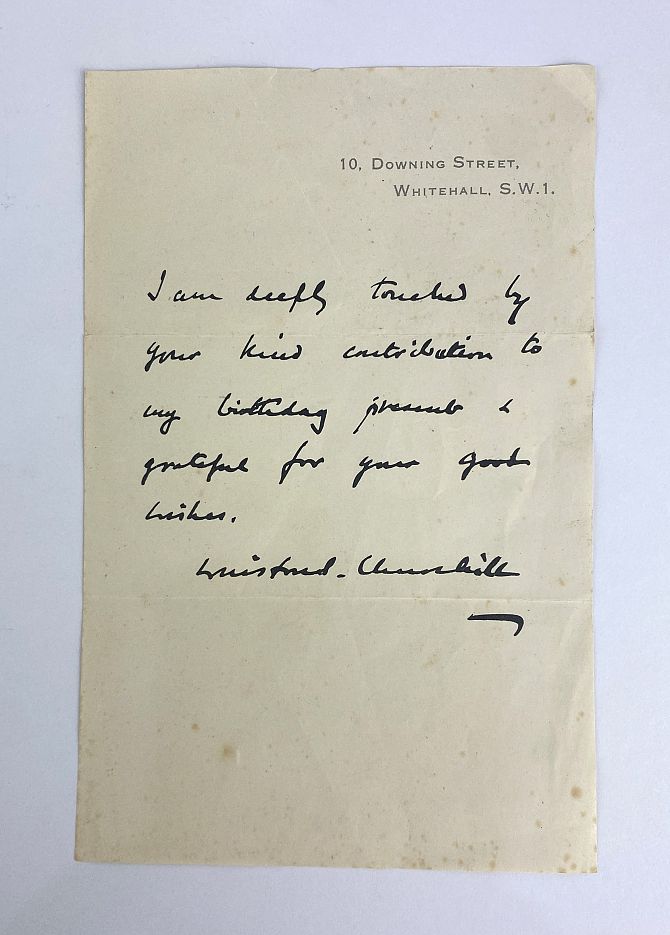 10, DOWNING STREET,
WHITEHALL, S.W.1.
I am deeply touched by
your kind contribution to
my birthday present &
grateful for your good
wishes.
Winston S. Churchill